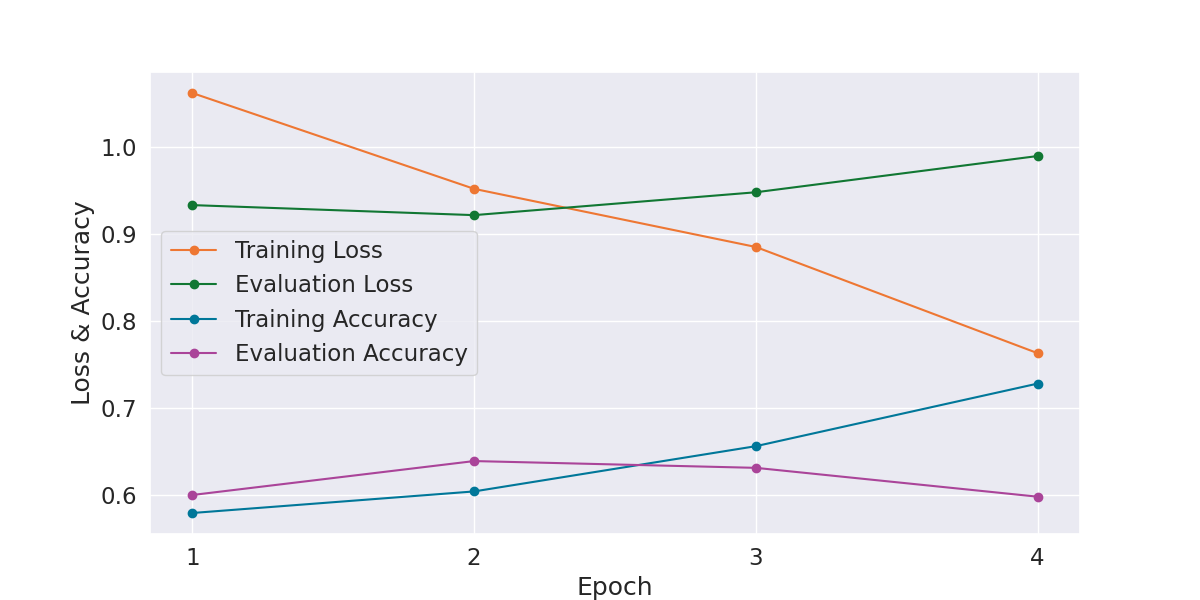 1.0
0.9
0.8
0.7
0.6
Loss & Accuracy
Training Loss
Evaluation Loss
Training Accuracy
Evaluation Accuracy
1 2 3 4
Epoch